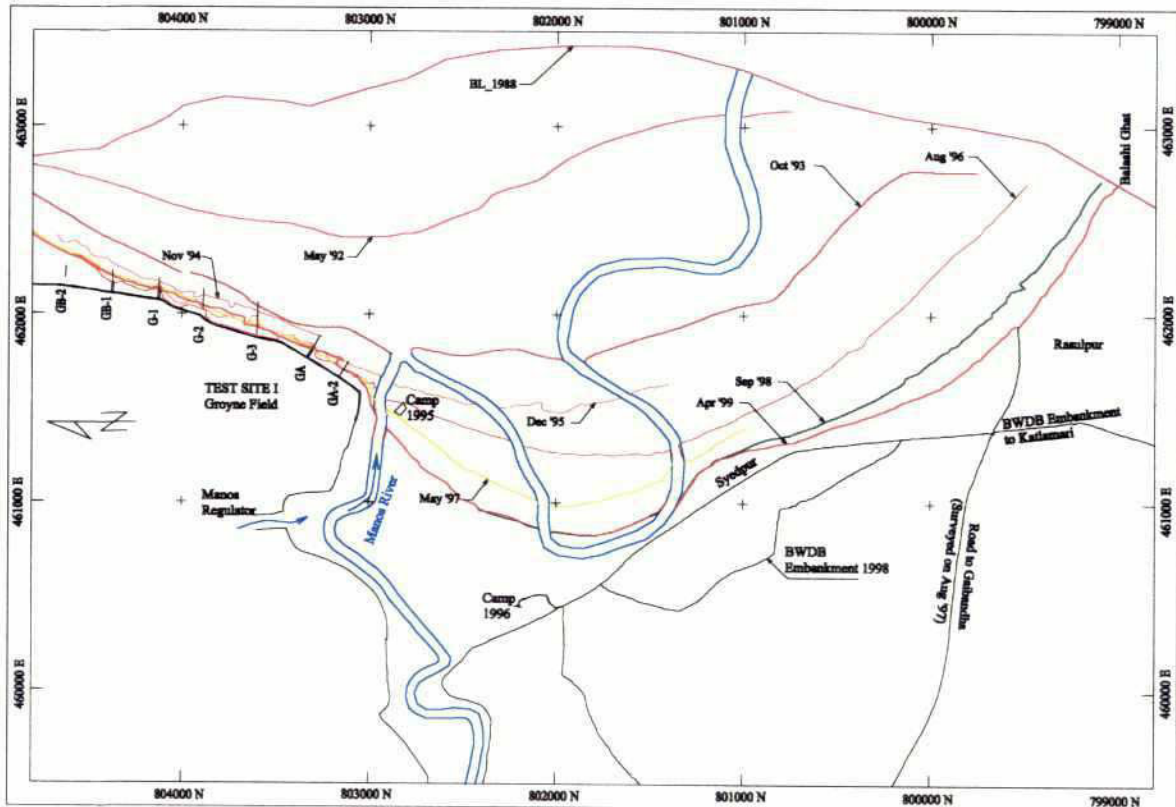 804000 N
803000 N
802000 N
801000 N
800000 N
799000 N
463000 E
462000 E
461000 E
460000 E
463000 E
462000 E
461000 E
460000 E
BL_1988
Oct '93
Aug '96
Balashi Ghat
May '92
Nov '94
GB-2
GB-1
G-1
G-2
G-3
GA
GA-2
TEST SITE I
Groyne Field
Camp
1995
Dec '95
Sep '98
Apr '99
Rasulpur
BWDB Embankment
to Katlamari
Syedpur
May '97
Manos
Regulator
Manos River
BWDB
Embankment 1998
Camp
1996
Road to Gaibandha
(Surveyed on Aug '97)
N
804000 N
803000 N
802000 N
801000 N
800000 N
799000 N